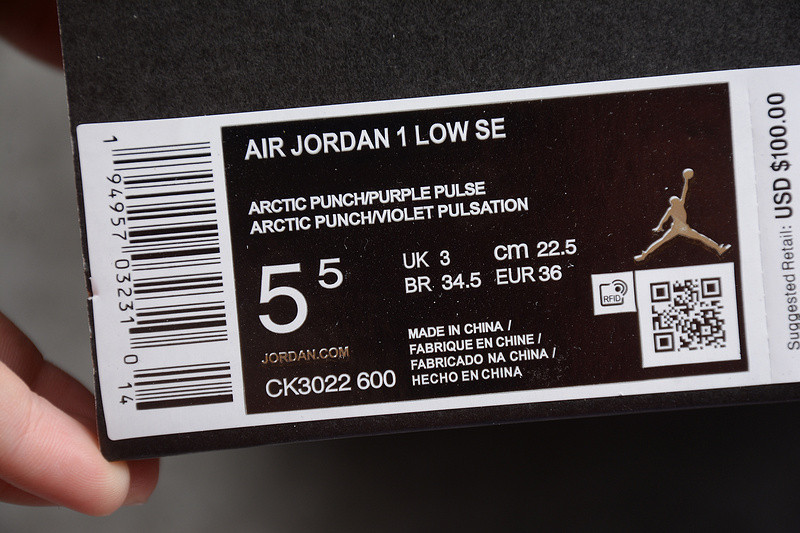 AIR JORDAN 1 LOW SE
ARCTIC PUNCH/PURPLE PULSE
ARCTIC PUNCH/VIOLET PULSATION
5 5
UK 3 cm 22.5
BR 34.5 EUR 36
RFID
JORDAN.COM
CK3022 600
MADE IN CHINA /
FABRIQUE EN CHINE /
FABRICADO NA CHINA /
HECHO EN CHINA
1 94957 03231 0 14
Suggested Retail: USD $100.00